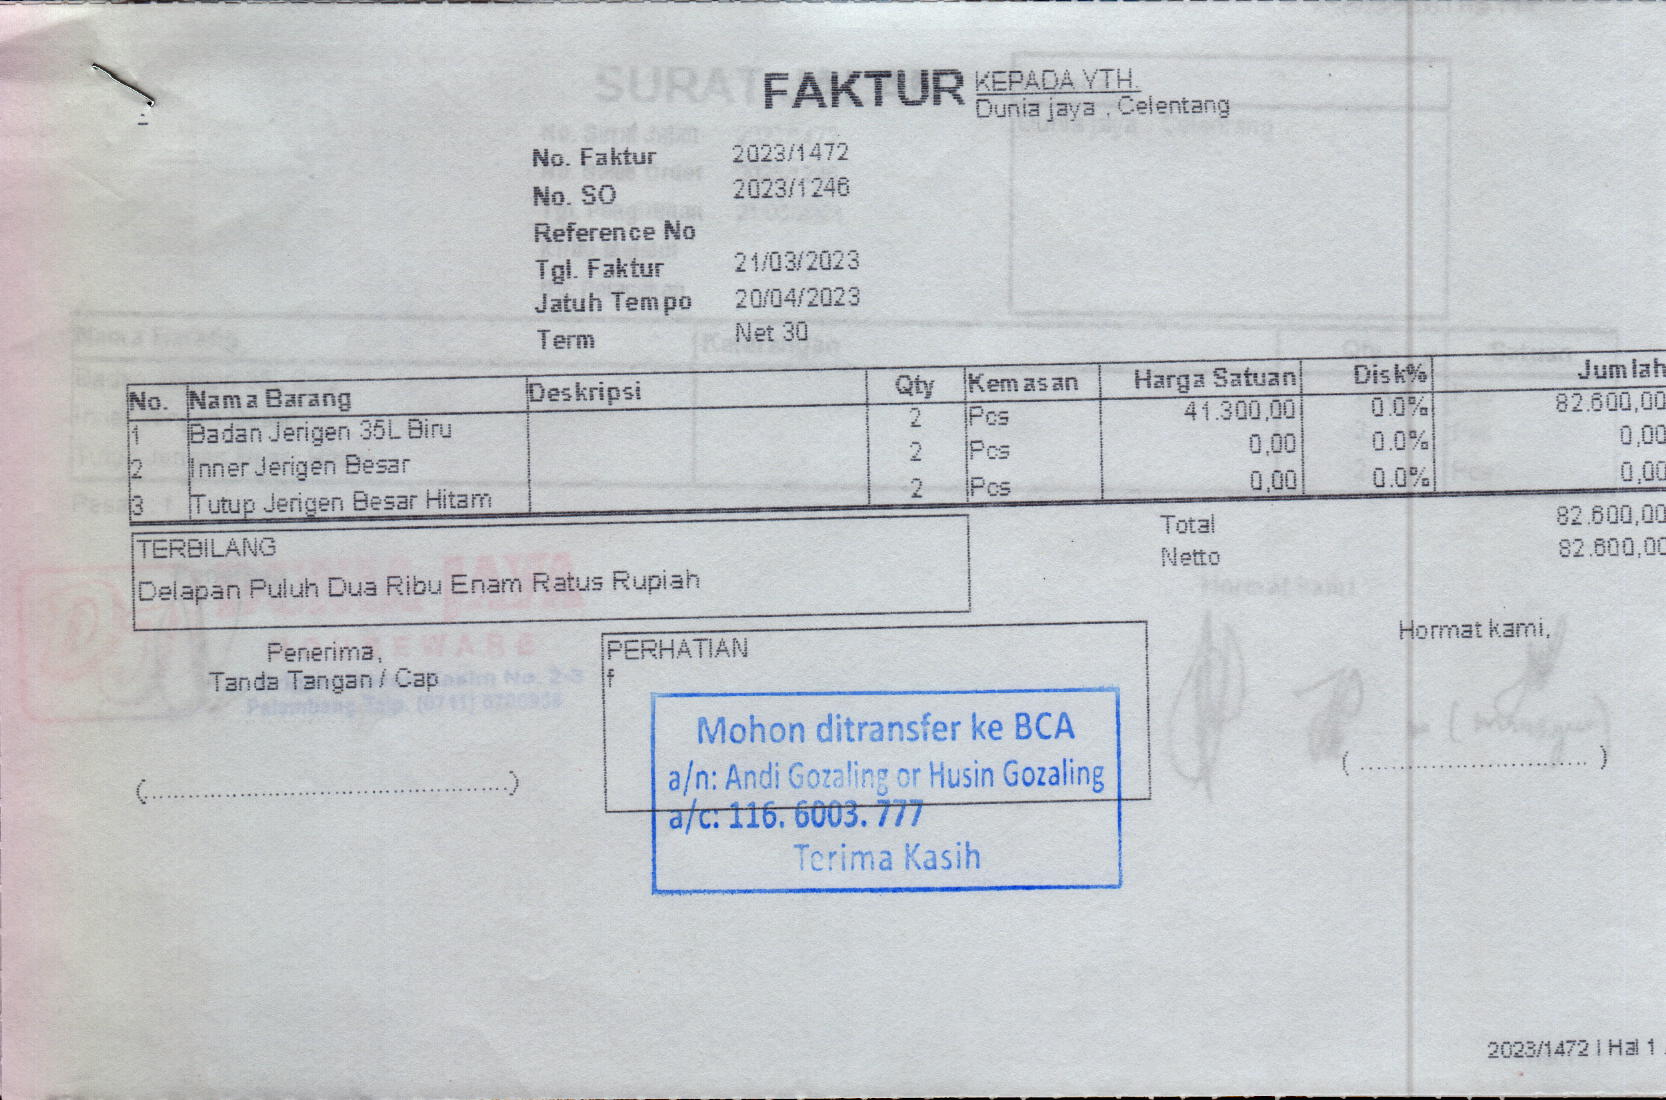 FAKTUR
KEPADA YTH.
Dunia jaya , Celentang
No. Faktur 2023/1472
No. SO 2023/1246
Reference No
Tgl. Faktur 21/03/2023
Jatuh Tempo 20/04/2023
Term Net 30
No. Nama Barang Deskripsi Qty Kemasan Harga Satuan Disk% Jumlah
1 Badan Jerigen 35L Biru 2 Pcs 41.300,00 0.0% 82.600,00
2 Inner Jerigen Besar 2 Pcs 0,00 0.0% 0,00
3 Tutup Jerigen Besar Hitam 2 Pcs 0,00 0.0% 0,00
Total 82.600,00
Netto 82.600,00
TERBILANG
Delapan Puluh Dua Ribu Enam Ratus Rupiah
Penerima,
Tanda Tangan / Cap
PERHATIAN
f
Hormat kami,
Mohon ditransfer ke BCA
a/n: Andi Gozaling or Husin Gozaling
a/c: 116. 6003. 777
Terima Kasih
2023/1472 | Hal 1